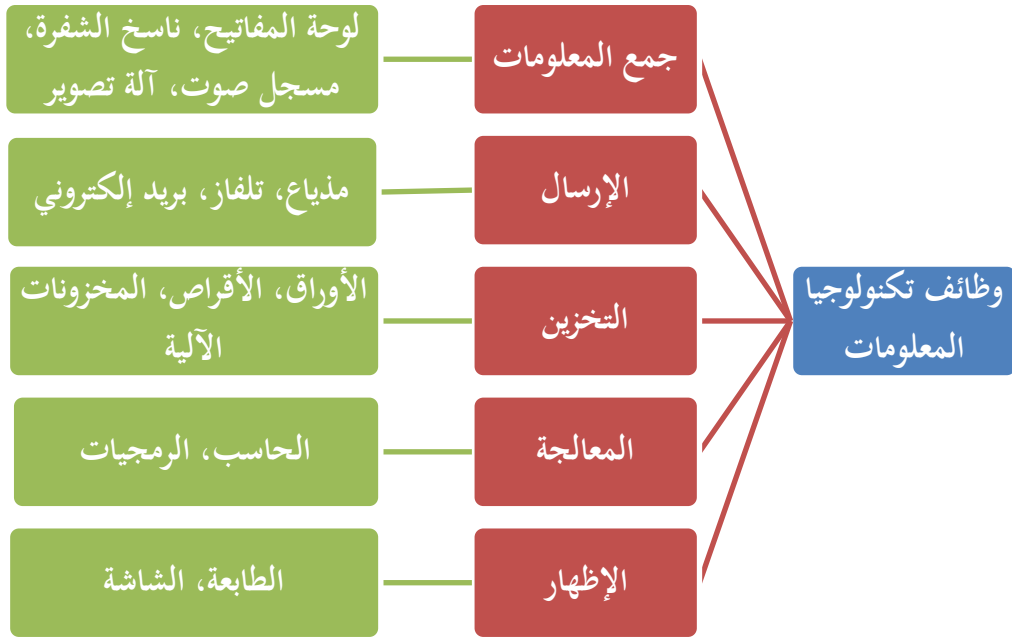 وظائف تكنولوجيا
المعلومات
جمع المعلومات
لوحة المفاتيح، ناسخ الشفرة،
مسجل صوت، آلة تصوير
الإرسال
مذياع، تلفاز، بريد إلكتروني
التخزين
الأوراق، الأقراص، المخزونات
الآلية
المعالجة
الحاسب، الرمجيات
الإظهار
الطابعة، الشاشة